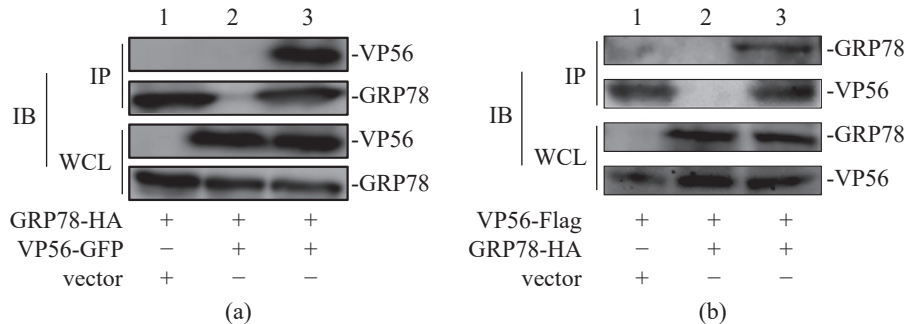 1 2 3
-VP56
IP
-GRP78
IB
-VP56
WCL
-GRP78
GRP78-HA + + +
VP56-GFP − + +
vector + − −
(a)
1 2 3
-GRP78
IP
-VP56
IB
-GRP78
WCL
-VP56
VP56-Flag + + +
GRP78-HA − + +
vector + − −
(b)